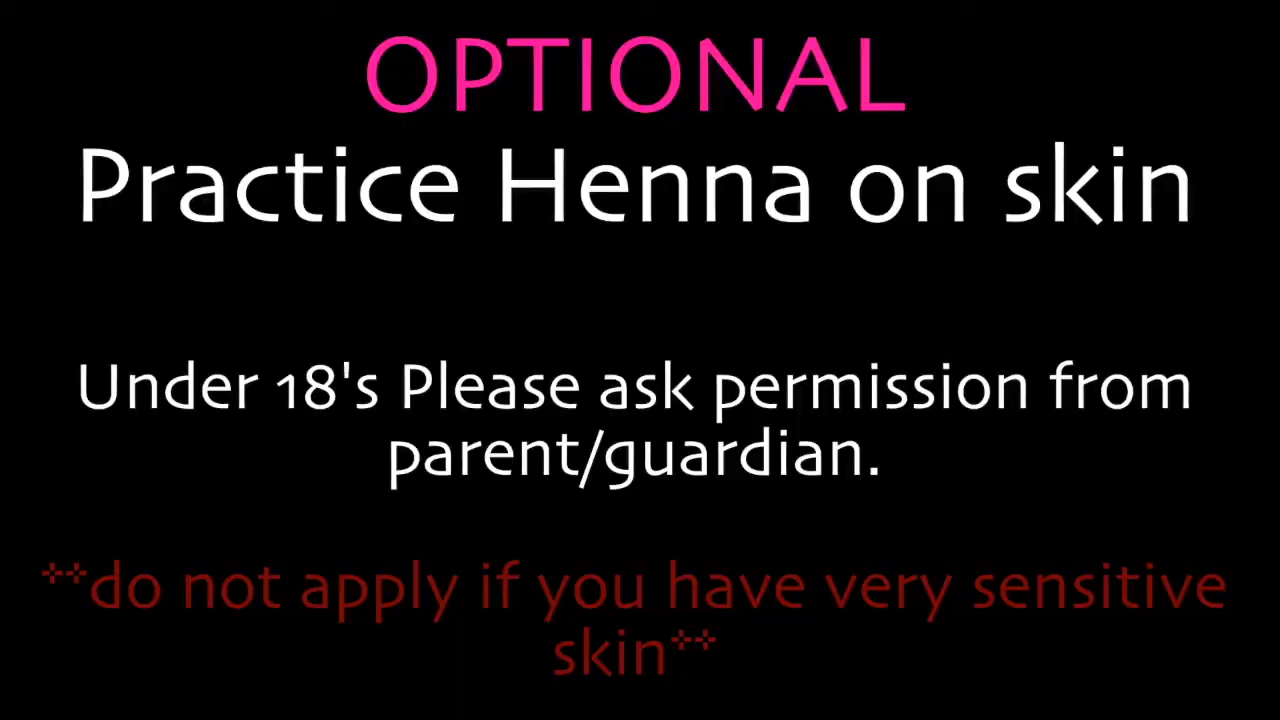 OPTIONAL
Practice Henna on skin
Under 18's Please ask permission from
parent/guardian.
**do not apply if you have very sensitive
skin**